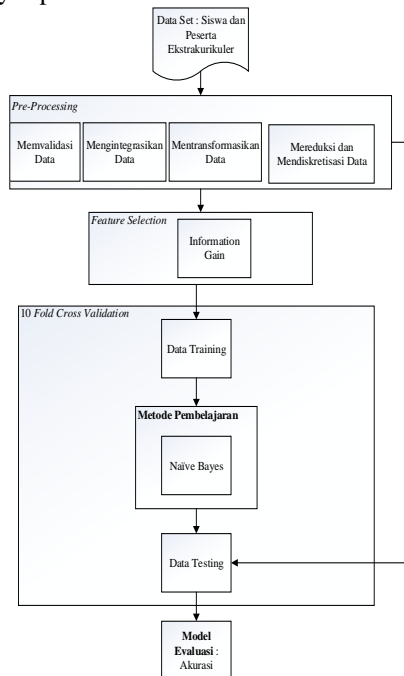 Data Set : Siswa dan
Peserta
Ekstrakurikuler
Pre-Processing
Memvalidasi
Data
Mengintegrasikan
Data
Mentransformasikan
Data
Mereduksi dan
Mendiskretisasi Data
Feature Selection
Information
Gain
10 Fold Cross Validation
Data Training
Metode Pembelajaran
Naïve Bayes
Data Testing
Model
Evaluasi :
Akurasi